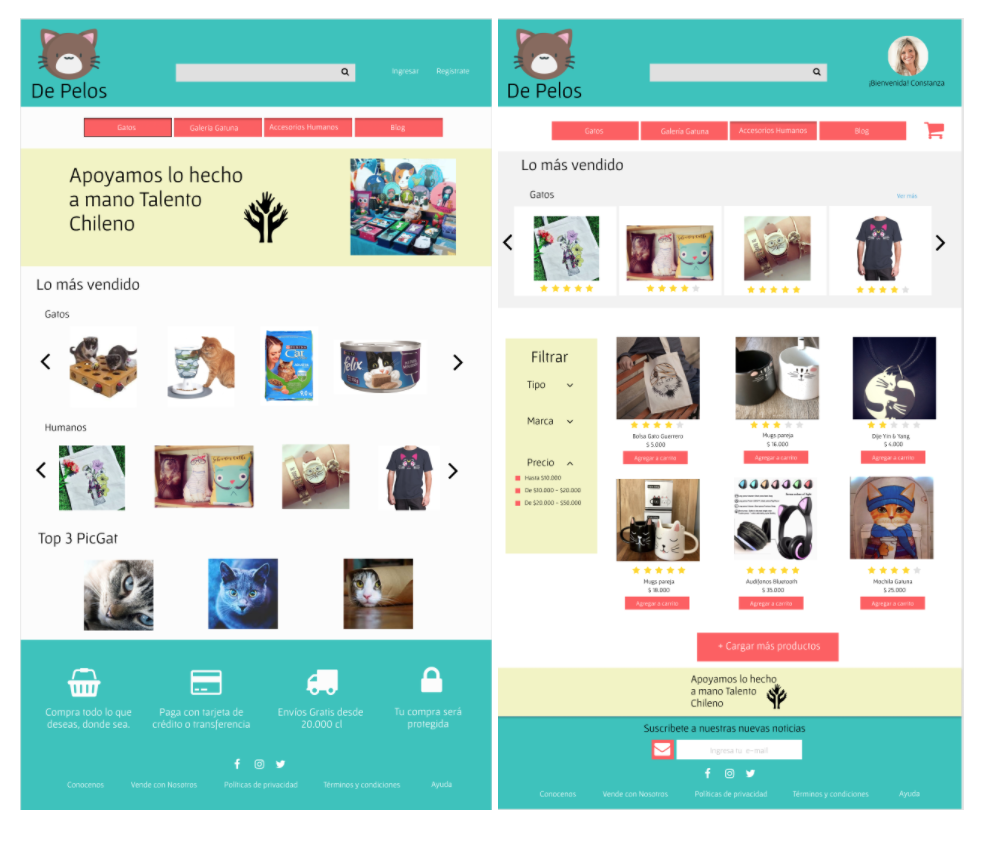 De Pelos
Ingresar
Regístrate
Gatos
Galería Gatuna
Accesorios Humanos
Blog
Apoyamos lo hecho
a mano Talento
Chileno
Lo más vendido
Gatos
Cat
felix
Humanos
Top 3 PicGat
Compra todo lo que
deseas, donde sea.
Paga con tarjeta de
crédito o transferencia
Envíos Gratis desde
20.000 cl
Tu compra será
protegida
Conocenos
Vende con Nosotros
Políticas de privacidad
Términos y condiciones
Ayuda
De Pelos
¡Bienvenida! Constanza
Gatos
Galería Gatuna
Accesorios Humanos
Blog
Lo más vendido
Gatos
Ver más
Filtrar
Tipo
Marca
Precio
Hasta $10.000
De $10.000 - $20.000
De $20.000 - $50.000
Bolsa Gato Guerrero
$ 5.000
Agregar a carrito
Mugs pareja
$ 16.000
Agregar a carrito
Dije Yin & Yang
$ 4.000
Agregar a carrito
Mugs pareja
$ 18.000
Agregar a carrito
Audífonos Bluetooth
$ 35.000
Agregar a carrito
Mochila Gatuna
$ 25.000
Agregar a carrito
+ Cargar más productos
Apoyamos lo hecho
a mano Talento
Chileno
Suscribete a nuestras nuevas noticias
Ingresa tu e-mail
Conocenos
Vende con Nosotros
Políticas de privacidad
Términos y condiciones
Ayuda